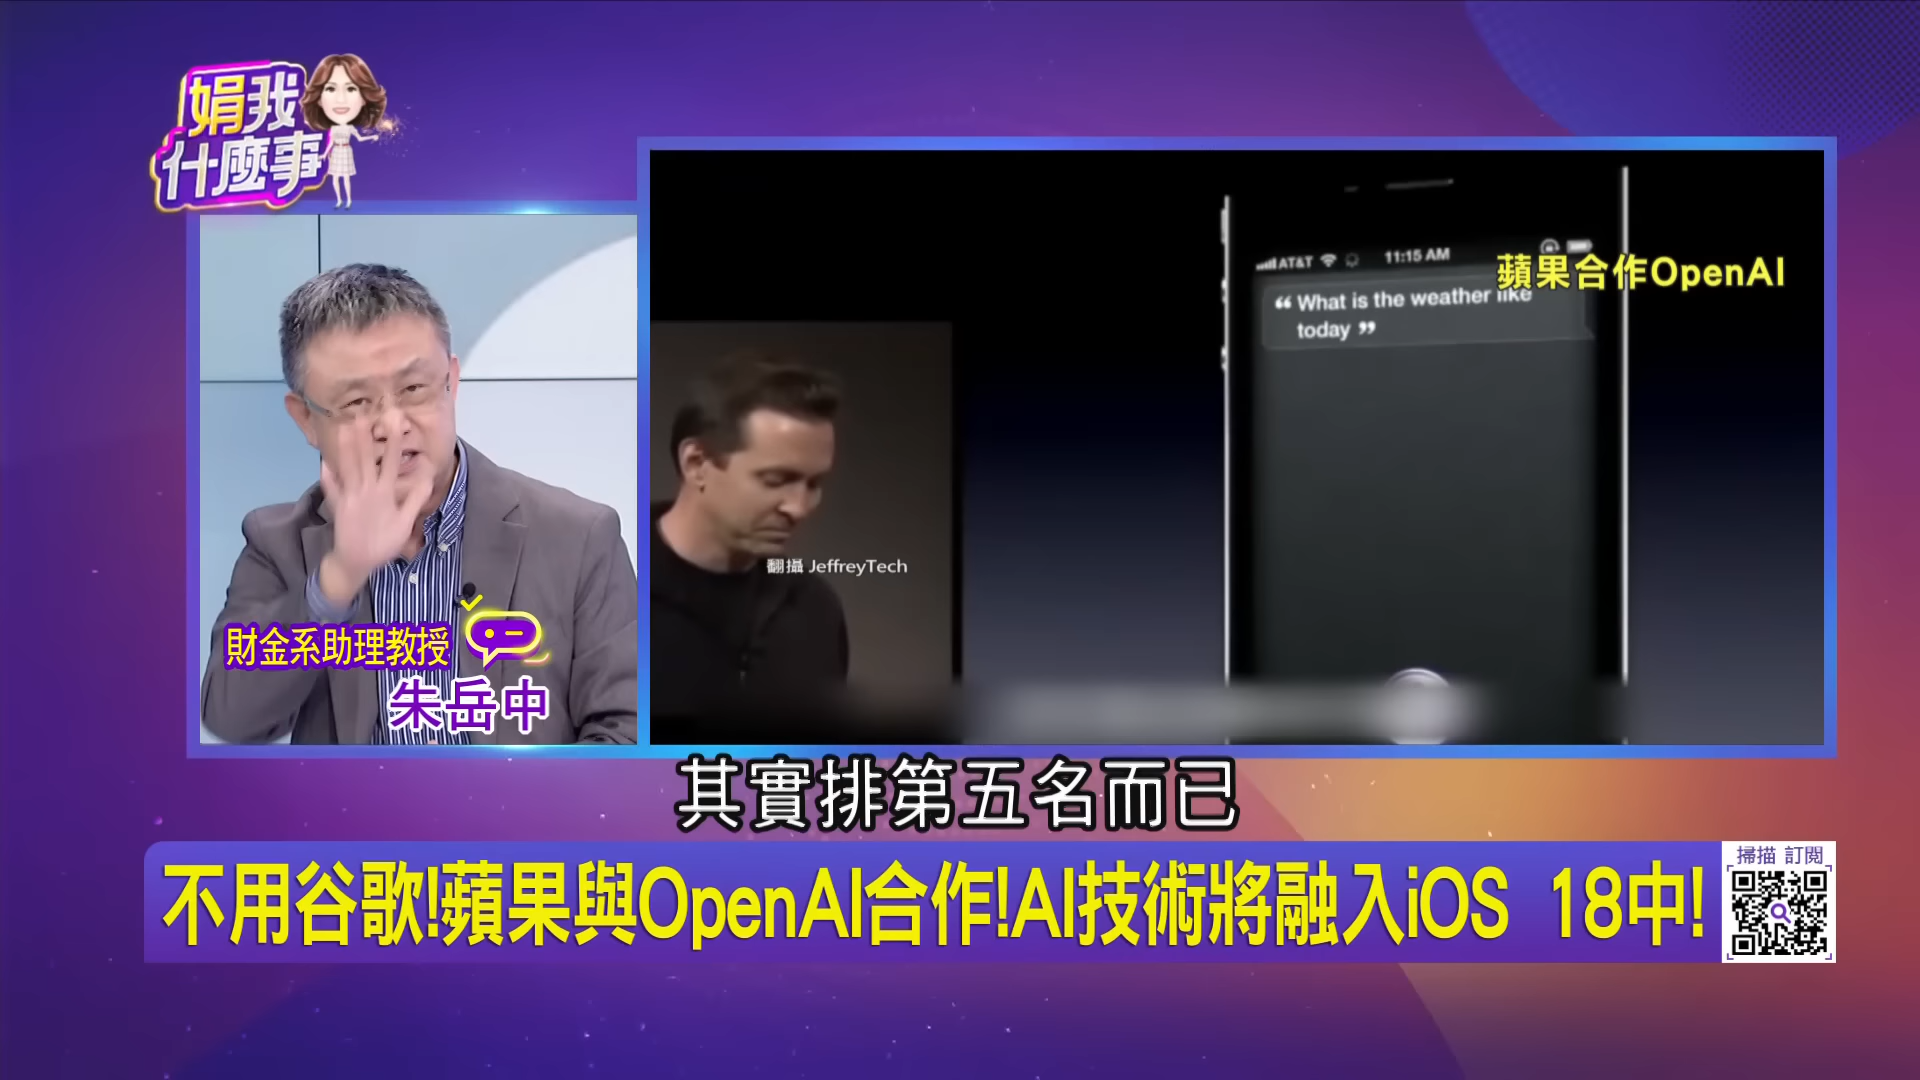 娟我
什麼事
AT&T 11:15 AM
蘋果合作OpenAI
“ What is the weather like
today ”
翻攝 JeffreyTech
財金系助理教授
朱岳中
其實排第五名而已
不用谷歌!蘋果與OpenAI合作!AI技術將融入iOS 18中!
掃描 訂閱